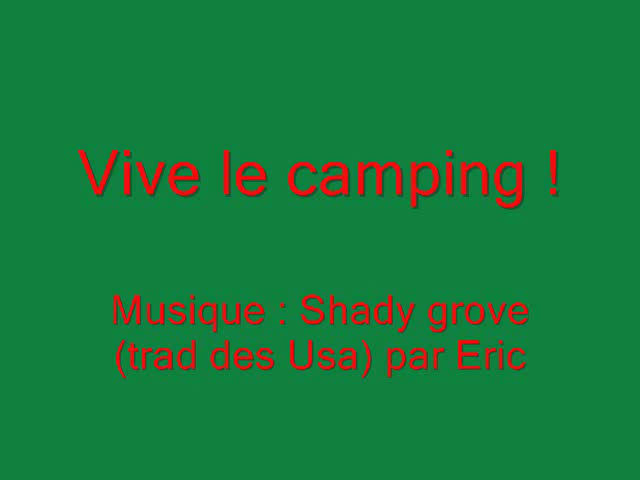 Vive le camping !
Musique : Shady grove
(trad des Usa) par Eric